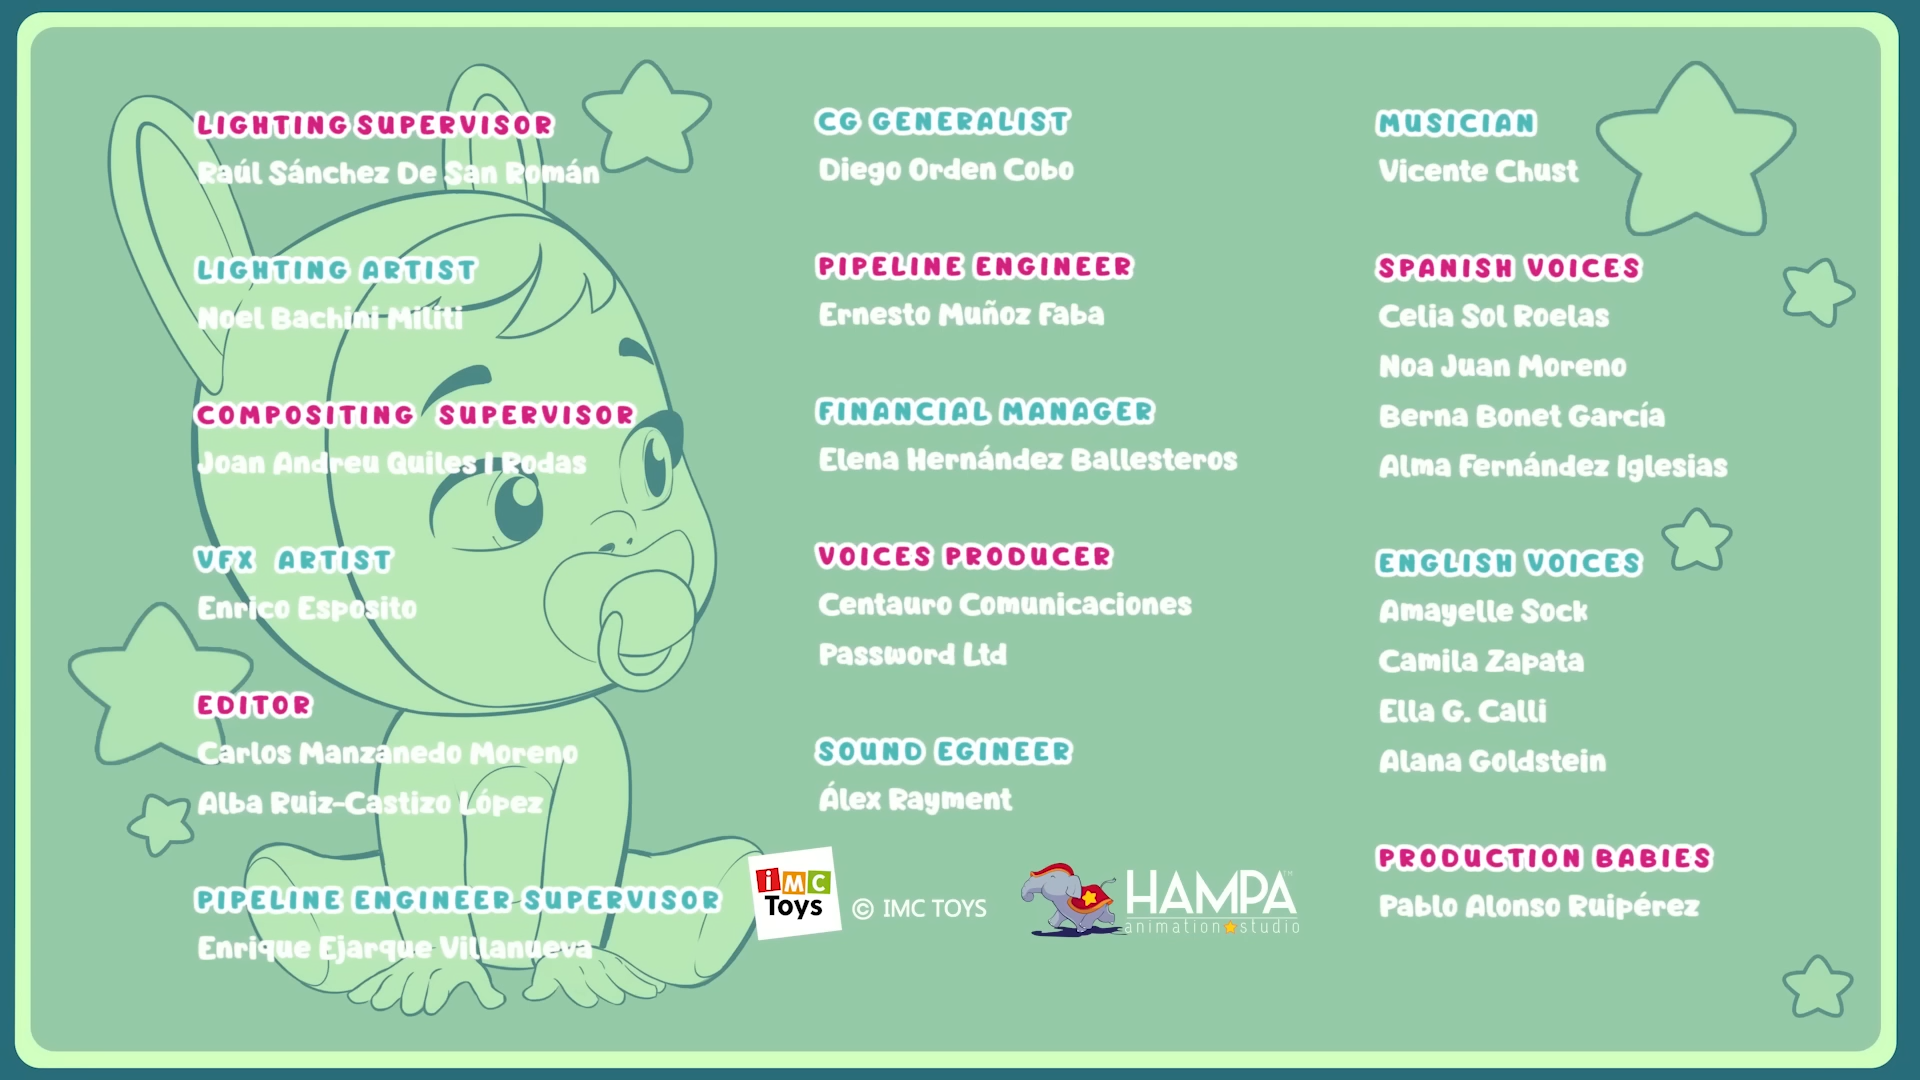 LIGHTING SUPERVISOR
Raúl Sánchez De San Román
LIGHTING ARTIST
Noel Bachini Militi
COMPOSITING SUPERVISOR
Joan Andreu Quiles I Rodas
VFX ARTIST
Enrico Esposito
EDITOR
Carlos Manzanedo Moreno
Alba Ruiz-Castizo López
PIPELINE ENGINEER SUPERVISOR
Enrique Ejarque Villanueva
CG GENERALIST
Diego Orden Cobo
PIPELINE ENGINEER
Ernesto Muñoz Faba
FINANCIAL MANAGER
Elena Hernández Ballesteros
VOICES PRODUCER
Centauro Comunicaciones
Password Ltd
SOUND EGINEER
Álex Rayment
iMC
Toys
© IMC TOYS
HAMPA™
animation studio
MUSICIAN
Vicente Chust
SPANISH VOICES
Celia Sol Roelas
Noa Juan Moreno
Berna Bonet García
Alma Fernández Iglesias
ENGLISH VOICES
Amayelle Sock
Camila Zapata
Ella G. Calli
Alana Goldstein
PRODUCTION BABIES
Pablo Alonso Ruipérez